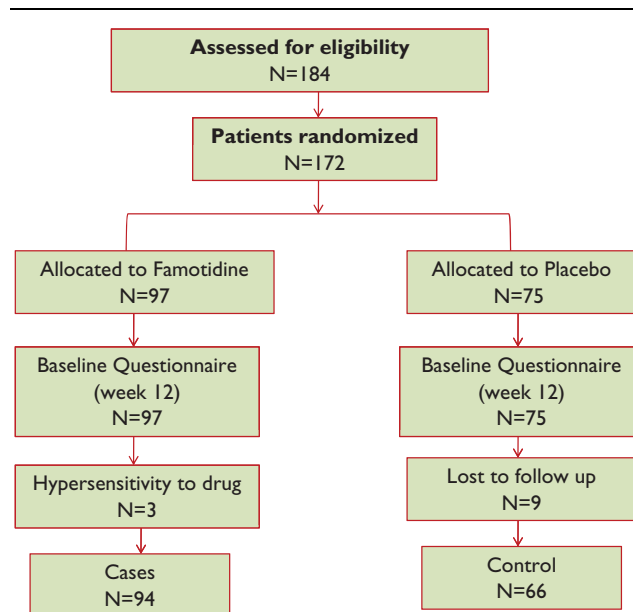 Assessed for eligibility
N=184
Patients randomized
N=172
Allocated to Famotidine
N=97
Allocated to Placebo
N=75
Baseline Questionnaire
(week 12)
N=97
Baseline Questionnaire
(week 12)
N=75
Hypersensitivity to drug
N=3
Lost to follow up
N=9
Cases
N=94
Control
N=66